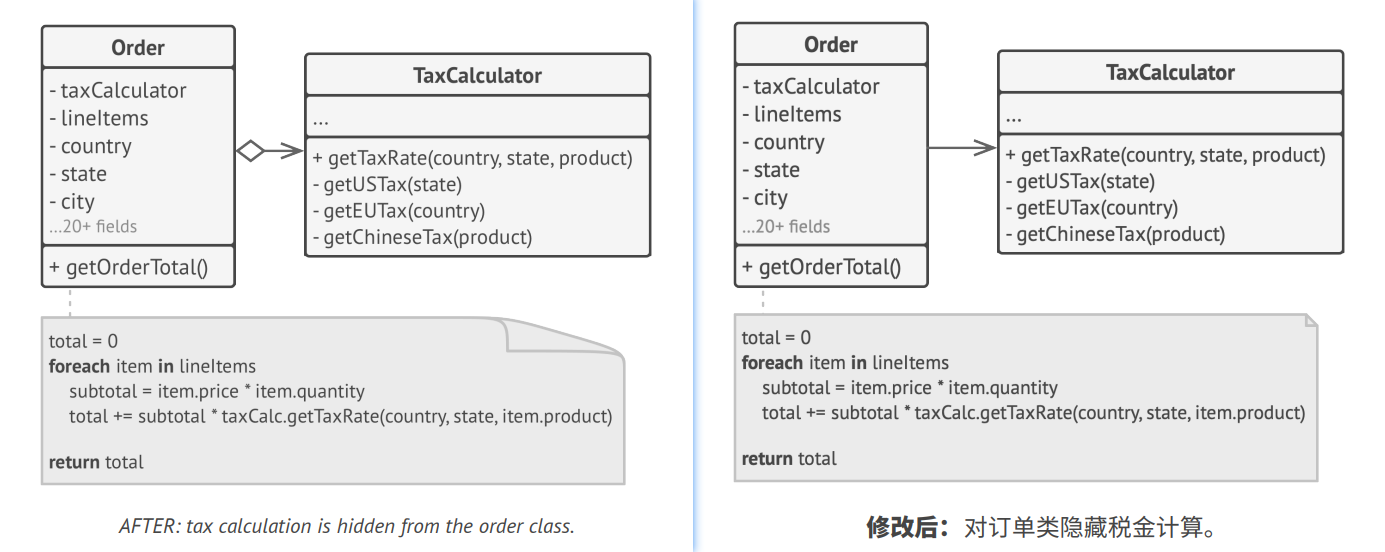 Order
- taxCalculator
- lineItems
- country
- state
- city
...20+ fields
+ getOrderTotal()
TaxCalculator
...
+ getTaxRate(country, state, product)
- getUSTax(state)
- getEUTax(country)
- getChineseTax(product)
total = 0
foreach item in lineItems
subtotal = item.price * item.quantity
total += subtotal * taxCalc.getTaxRate(country, state, item.product)
return total
AFTER: tax calculation is hidden from the order class.
Order
- taxCalculator
- lineItems
- country
- state
- city
...20+ fields
+ getOrderTotal()
TaxCalculator
...
+ getTaxRate(country, state, product)
- getUSTax(state)
- getEUTax(country)
- getChineseTax(product)
total = 0
foreach item in lineItems
subtotal = item.price * item.quantity
total += subtotal * taxCalc.getTaxRate(country, state, item.product)
return total
修改后：对订单类隐藏税金计算。